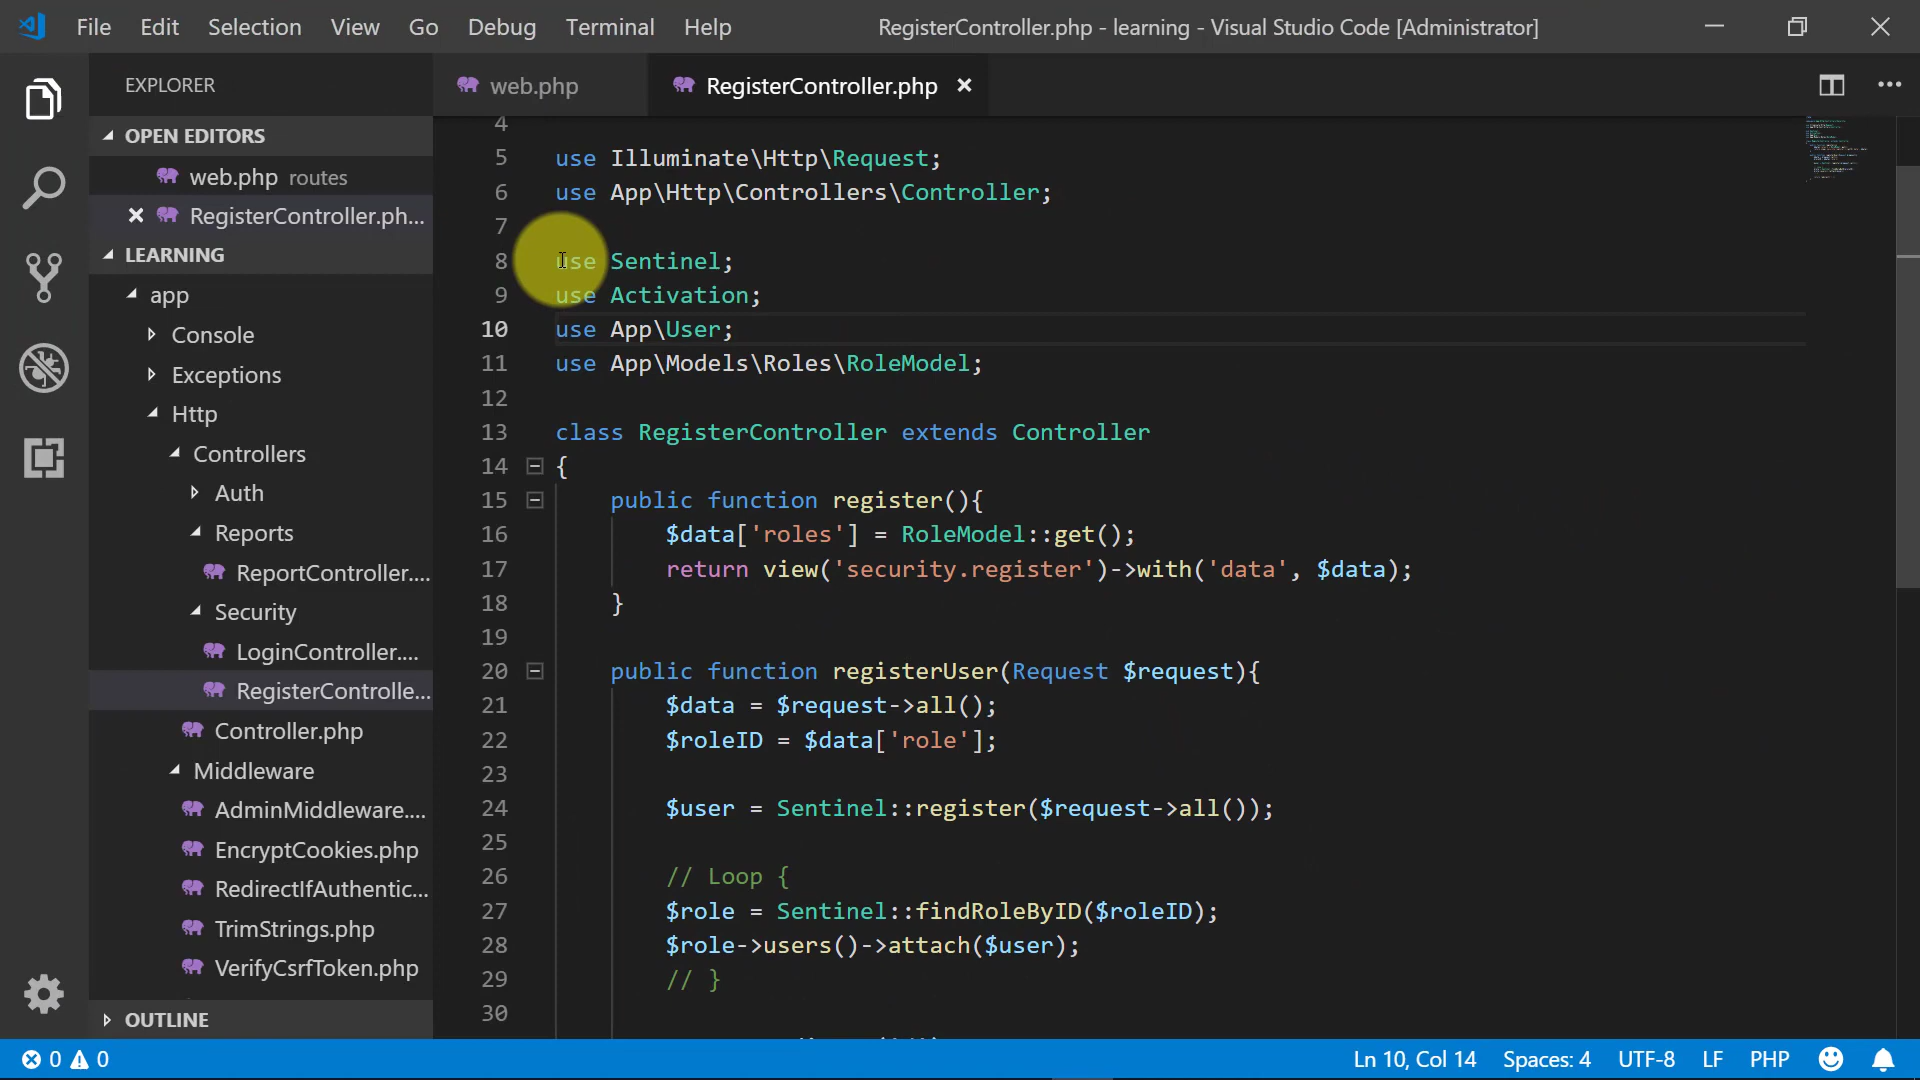 File Edit Selection View Go Debug Terminal Help RegisterController.php - learning - Visual Studio Code [Administrator]
EXPLORER
OPEN EDITORS
web.php routes
RegisterController.ph...
LEARNING
app
Console
Exceptions
Http
Controllers
Auth
Reports
ReportController....
Security
LoginController....
RegisterControlle...
Controller.php
Middleware
AdminMiddleware....
EncryptCookies.php
RedirectIfAuthentic...
TrimStrings.php
VerifyCsrfToken.php
OUTLINE
web.php RegisterController.php
4
5 use Illuminate\Http\Request;
6 use App\Http\Controllers\Controller;
7
8 use Sentinel;
9 use Activation;
10 use App\User;
11 use App\Models\Roles\RoleModel;
12
13 class RegisterController extends Controller
14 {
15 public function register(){
16 $data['roles'] = RoleModel::get();
17 return view('security.register')->with('data', $data);
18 }
19
20 public function registerUser(Request $request){
21 $data = $request->all();
22 $roleID = $data['role'];
23
24 $user = Sentinel::register($request->all());
25
26 // Loop {
27 $role = Sentinel::findRoleByID($roleID);
28 $role->users()->attach($user);
29 // }
30
0 0 Ln 10, Col 14 Spaces: 4 UTF-8 LF PHP